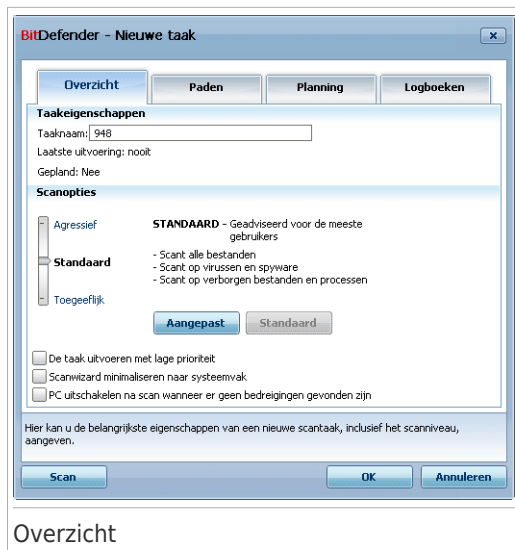 BitDefender - Nieuwe taak
Overzicht
Paden
Planning
Logboeken
Taakeigenschappen
Taaknaam: 948
Laatste uitvoering: nooit
Gepland: Nee
Scanopties
Agressief
Standaard
Toegeeflijk
STANDAARD - Geadviseerd voor de meeste
gebruikers
- Scant alle bestanden
- Scant op virussen en spyware
- Scant op verborgen bestanden en processen
Aangepast
Standaard
De taak uitvoeren met lage prioriteit
Scanwizard minimaliseren naar systeemvak
PC uitschakelen na scan wanneer er geen bedreigingen gevonden zijn
Hier kan u de belangrijkste eigenschappen van een nieuwe scantaak, inclusief het scanniveau,
aangeven.
Scan
OK
Annuleren
Overzicht